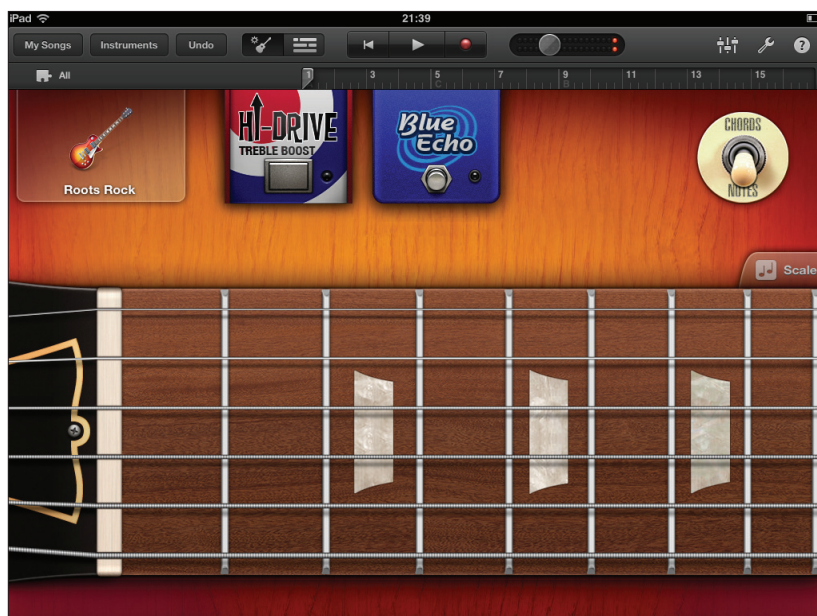 iPad 21:39
My Songs Instruments Undo ?
All 1 3 5 7 9 11 13 15
C B
HI-DRIVE
TREBLE BOOST
Blue
Echo
CHORDS
NOTES
Roots Rock
Scale